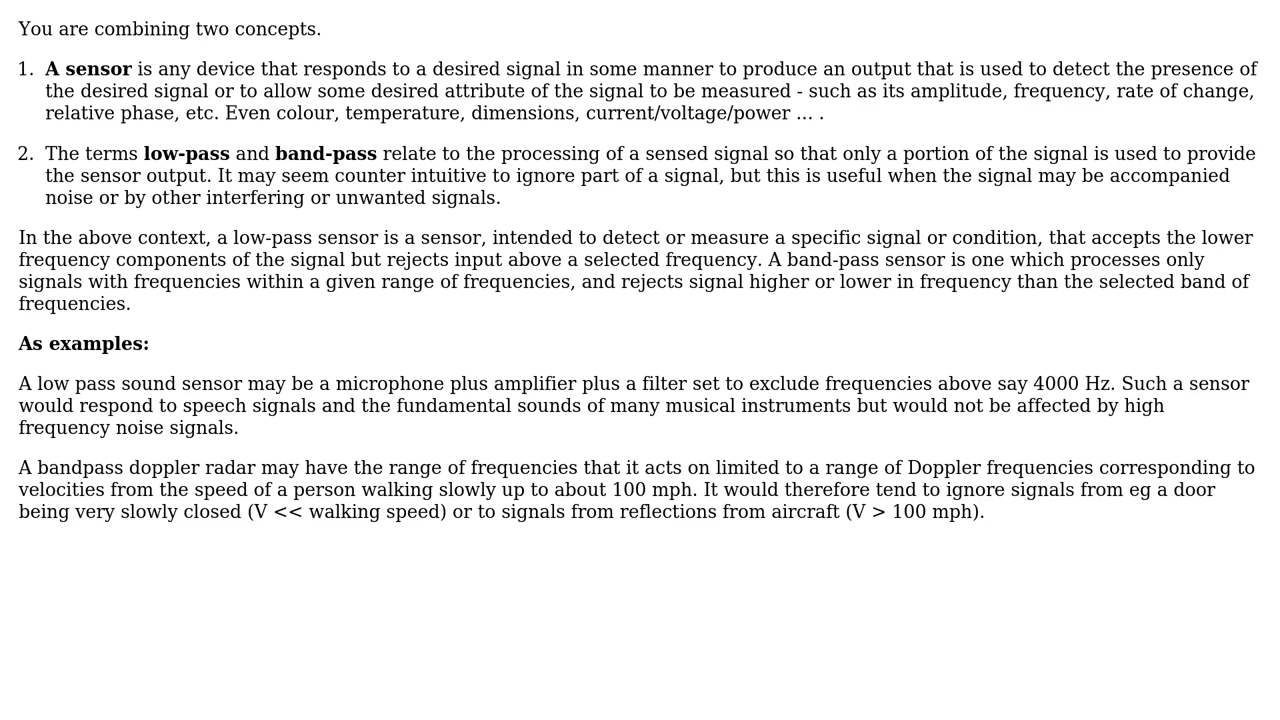 You are combining two concepts.
1. A sensor is any device that responds to a desired signal in some manner to produce an output that is used to detect the presence of
the desired signal or to allow some desired attribute of the signal to be measured - such as its amplitude, frequency, rate of change,
relative phase, etc. Even colour, temperature, dimensions, current/voltage/power ... .
2. The terms low-pass and band-pass relate to the processing of a sensed signal so that only a portion of the signal is used to provide
the sensor output. It may seem counter intuitive to ignore part of a signal, but this is useful when the signal may be accompanied
noise or by other interfering or unwanted signals.
In the above context, a low-pass sensor is a sensor, intended to detect or measure a specific signal or condition, that accepts the lower
frequency components of the signal but rejects input above a selected frequency. A band-pass sensor is one which processes only
signals with frequencies within a given range of frequencies, and rejects signal higher or lower in frequency than the selected band of
frequencies.
As examples:
A low pass sound sensor may be a microphone plus amplifier plus a filter set to exclude frequencies above say 4000 Hz. Such a sensor
would respond to speech signals and the fundamental sounds of many musical instruments but would not be affected by high
frequency noise signals.
A bandpass doppler radar may have the range of frequencies that it acts on limited to a range of Doppler frequencies corresponding to
velocities from the speed of a person walking slowly up to about 100 mph. It would therefore tend to ignore signals from eg a door
being very slowly closed (V << walking speed) or to signals from reflections from aircraft (V > 100 mph).